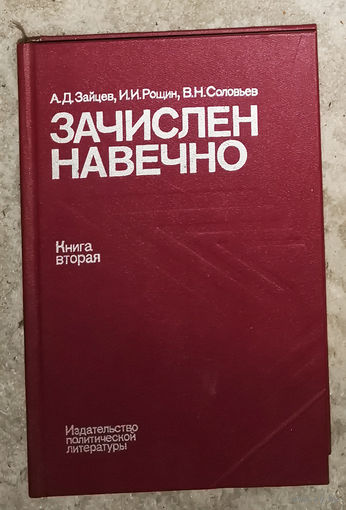 А.Д.Зайцев, И.И.Рощин, В.Н.Соловьев
ЗАЧИСЛЕН
НАВЕЧНО
Книга
вторая
Издательство
политической
литературы